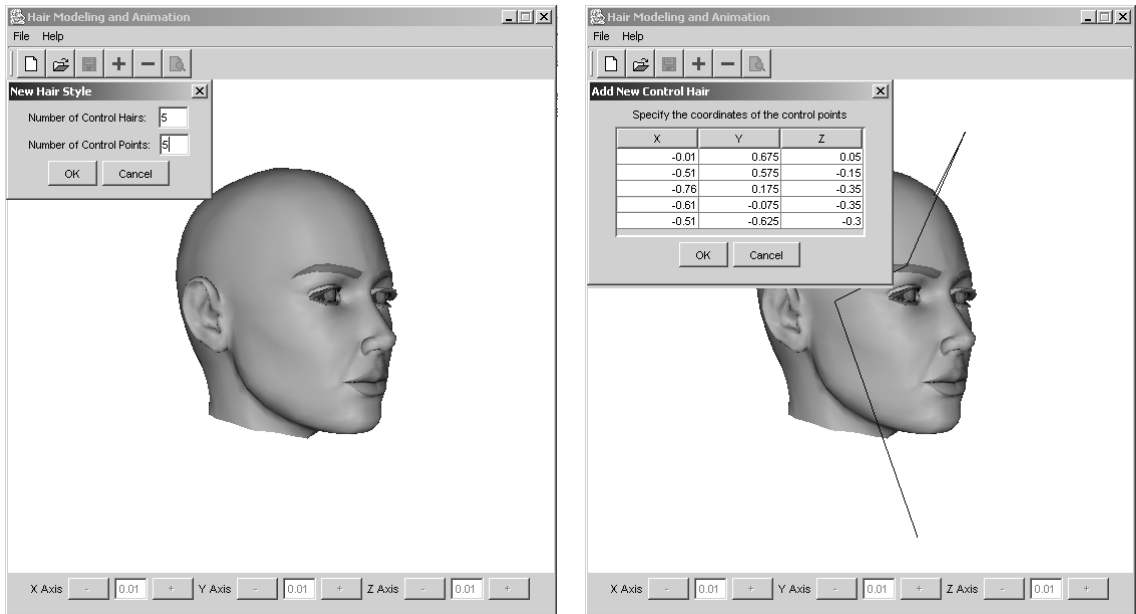 Hair Modeling and Animation
File Help
New Hair Style
Number of Control Hairs: 5
Number of Control Points: 5
OK Cancel
X Axis - 0.01 + Y Axis - 0.01 + Z Axis - 0.01 +
Hair Modeling and Animation
File Help
Add New Control Hair
Specify the coordinates of the control points
X Y Z
-0.01 0.675 0.05
-0.51 0.575 -0.15
-0.76 0.175 -0.35
-0.61 -0.075 -0.35
-0.51 -0.625 -0.3
OK Cancel
X Axis - 0.01 + Y Axis - 0.01 + Z Axis - 0.01 +